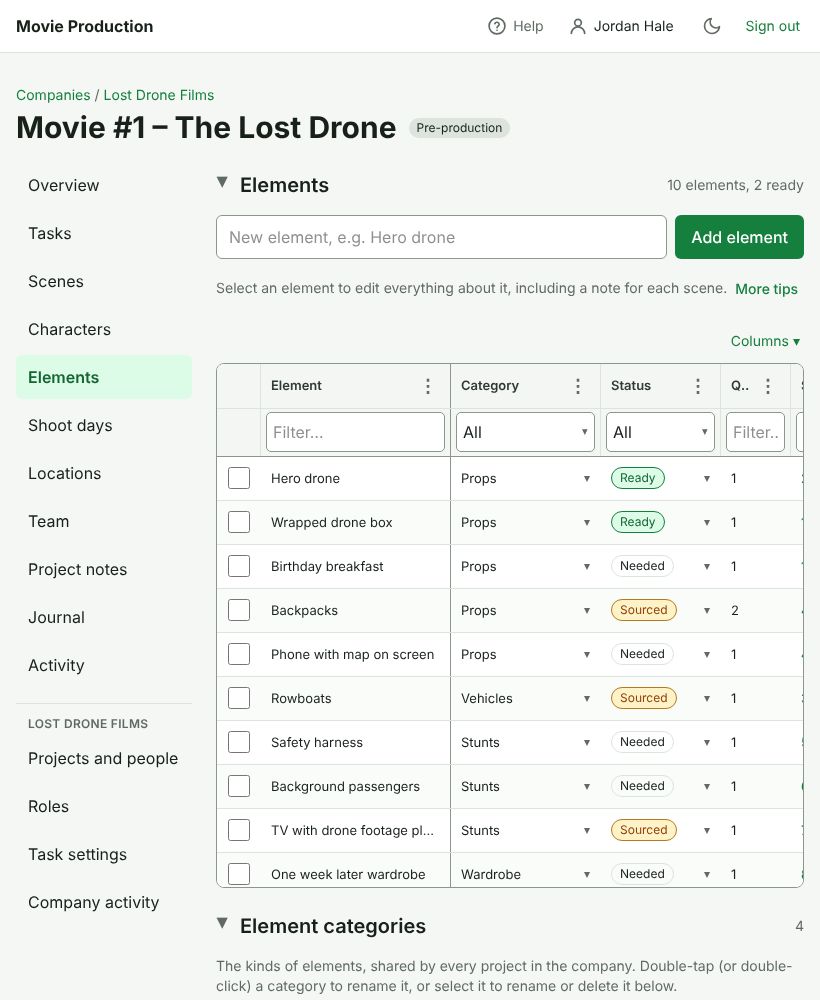 Movie Production
Help
Jordan Hale
Sign out
Companies / Lost Drone Films
Movie #1 – The Lost Drone
Pre-production
Overview
Tasks
Scenes
Characters
Elements
Shoot days
Locations
Team
Project notes
Journal
Activity
LOST DRONE FILMS
Projects and people
Roles
Task settings
Company activity
▼ Elements
10 elements, 2 ready
New element, e.g. Hero drone
Add element
Select an element to edit everything about it, including a note for each scene. More tips
Columns ▾
Element ⋮ Category ⋮ Status ⋮ Q.. ⋮
Filter... All ▾ All ▾ Filter..
Hero drone Props ▾ Ready ▾ 1
Wrapped drone box Props ▾ Ready ▾ 1
Birthday breakfast Props ▾ Needed ▾ 1
Backpacks Props ▾ Sourced ▾ 2
Phone with map on screen Props ▾ Needed ▾ 1
Rowboats Vehicles ▾ Sourced ▾ 1
Safety harness Stunts ▾ Needed ▾ 1
Background passengers Stunts ▾ Needed ▾ 1
TV with drone footage pl... Stunts ▾ Sourced ▾ 1
One week later wardrobe Wardrobe ▾ Needed ▾ 1
▼ Element categories
4
The kinds of elements, shared by every project in the company. Double-tap (or double-
click) a category to rename it, or select it to rename or delete it below.